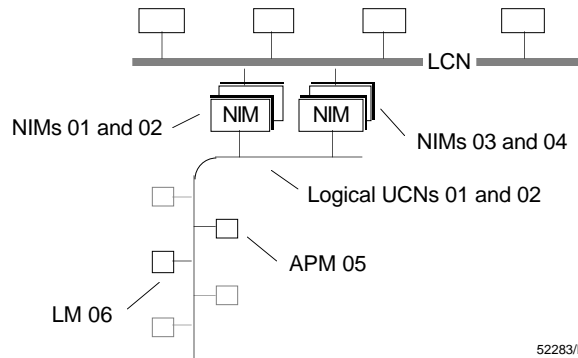 LCN
NIM NIM
NIMs 01 and 02
NIMs 03 and 04
Logical UCNs 01 and 02
APM 05
LM 06